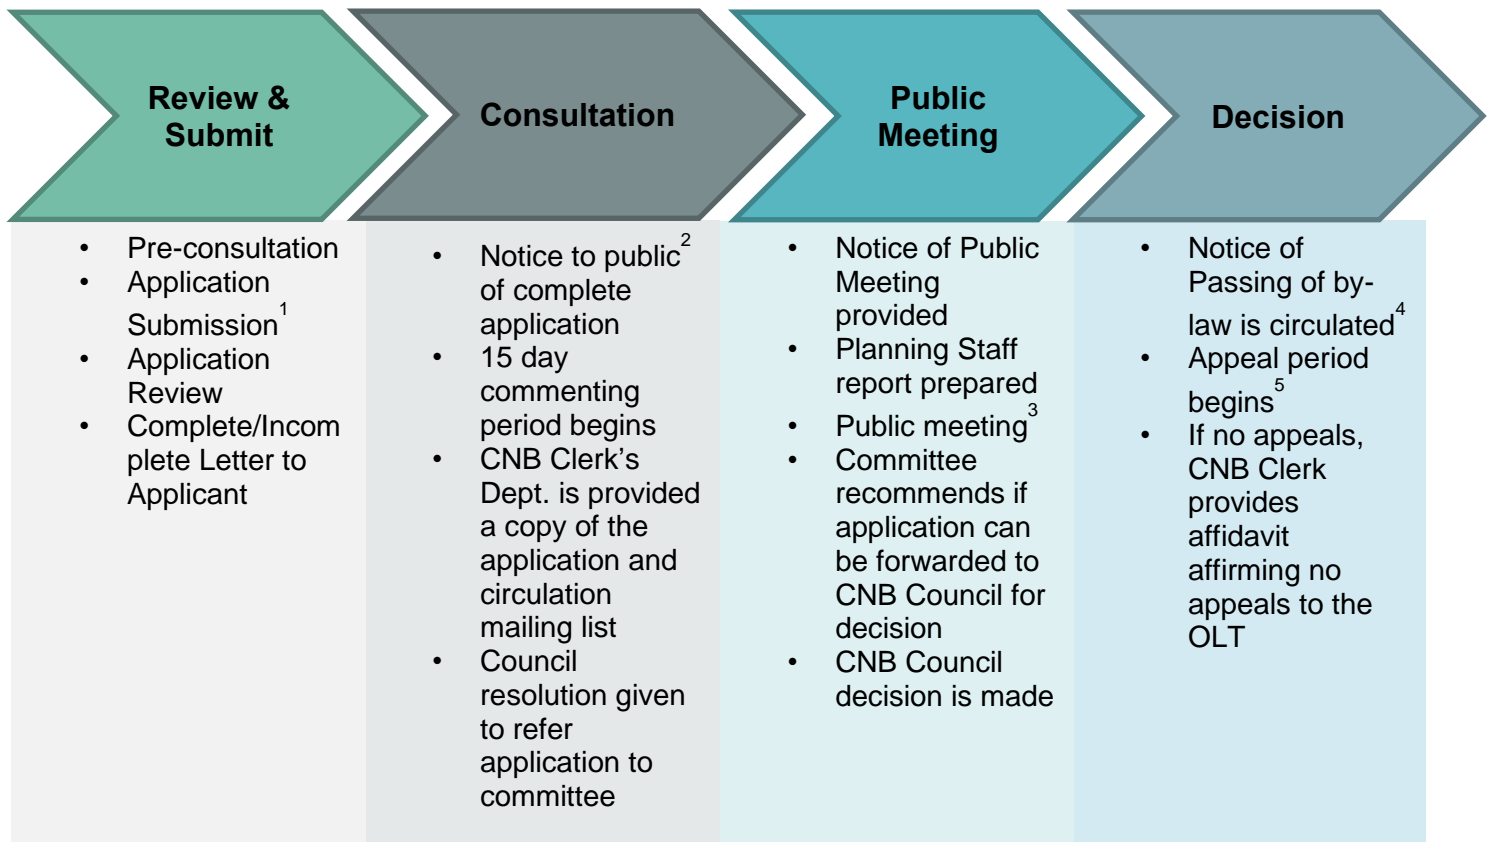 Review &
Submit
• Pre-consultation
• Application
Submission1
• Application
Review
• Complete/Incom
plete Letter to
Applicant
Consultation
• Notice to public2
of complete
application
• 15 day
commenting
period begins
• CNB Clerk’s
Dept. is provided
a copy of the
application and
circulation
mailing list
• Council
resolution given
to refer
application to
committee
Public
Meeting
• Notice of Public
Meeting
provided
• Planning Staff
report prepared
• Public meeting3
• Committee
recommends if
application can
be forwarded to
CNB Council for
decision
• CNB Council
decision is made
Decision
• Notice of
Passing of by-
law is circulated4
• Appeal period
begins5
• If no appeals,
CNB Clerk
provides
affidavit
affirming no
appeals to the
OLT